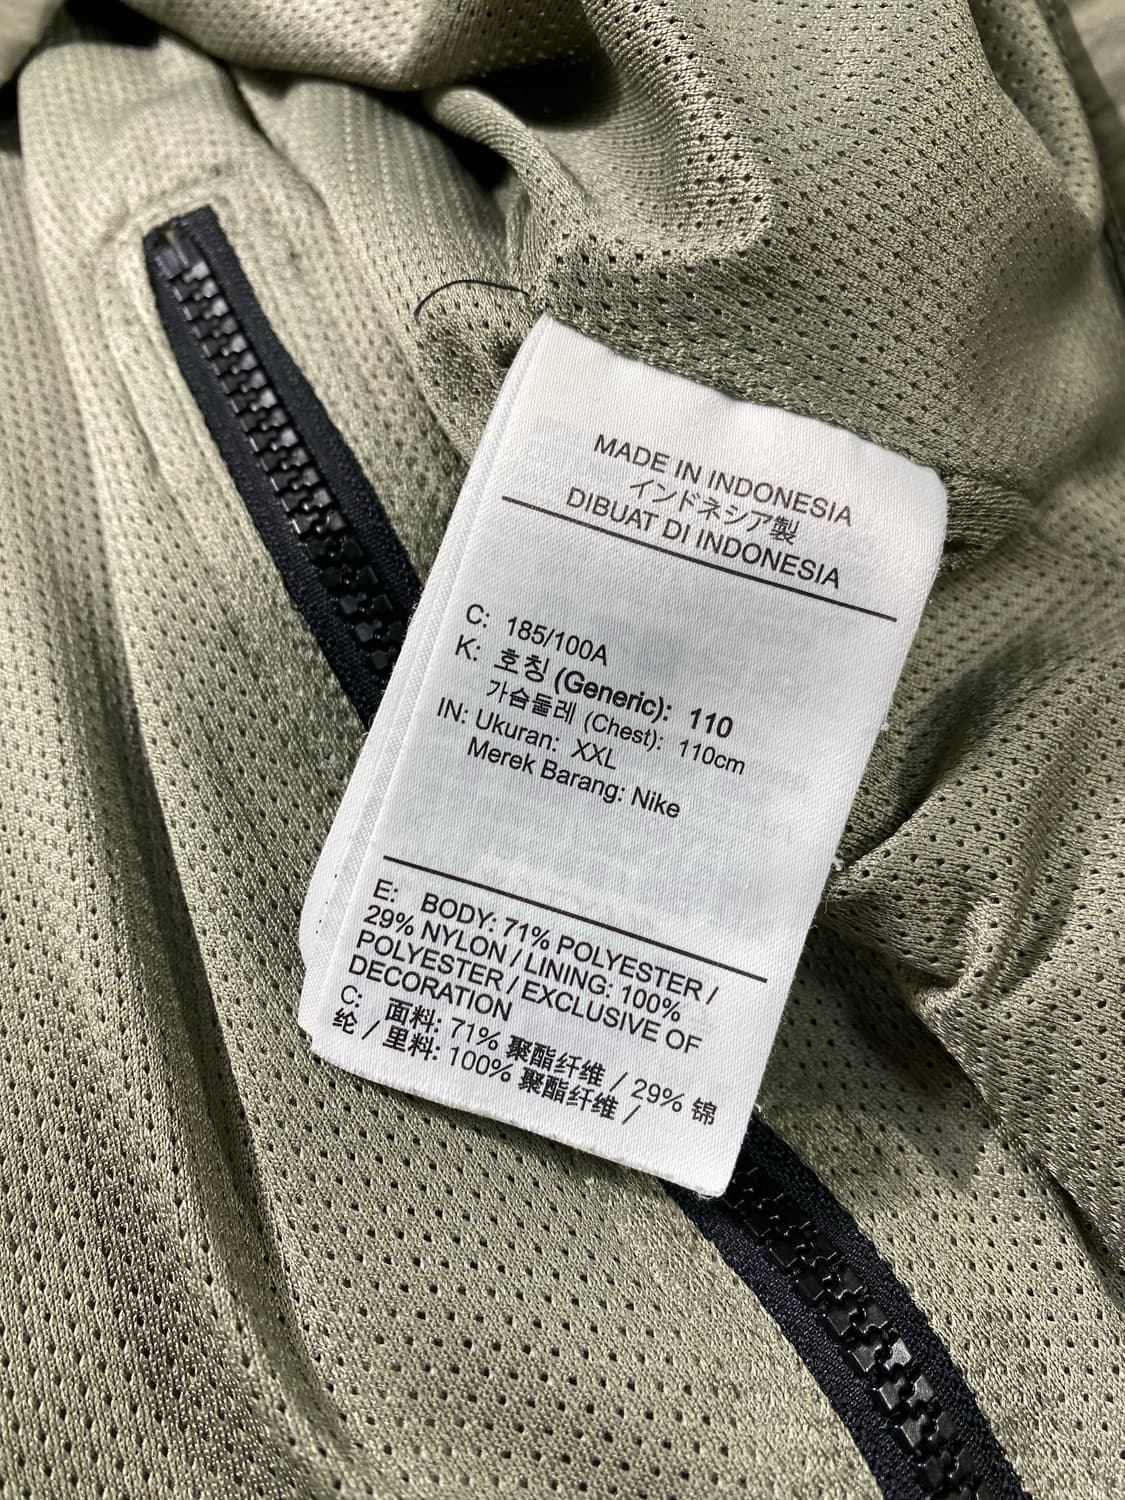 MADE IN INDONESIA
インドネシア製
DIBUAT DI INDONESIA
C: 185/100A
K: 호칭 (Generic): 110
가슴둘레 (Chest): 110cm
IN: Ukuran: XXL
Merek Barang: Nike
E: BODY: 71% POLYESTER /
29% NYLON / LINING: 100%
POLYESTER / EXCLUSIVE OF
DECORATION
C: 面料: 71% 聚酯纤维 / 29% 锦
纶 / 里料: 100% 聚酯纤维 /